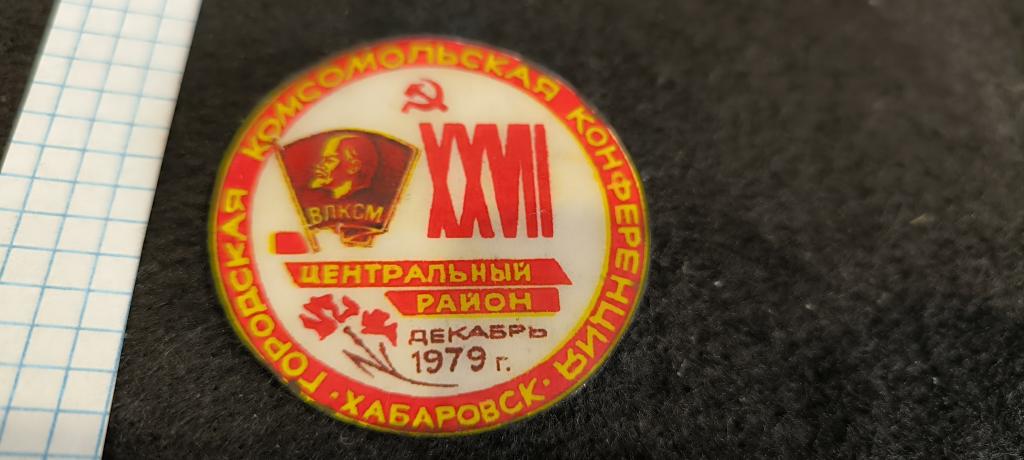 ГОРОДСКАЯ КОМСОМОЛЬСКАЯ КОНФЕРЕНЦИЯ
XXVII
ВЛКСМ
ЦЕНТРАЛЬНЫЙ
РАЙОН
ДЕКАБРЬ
1979 г.
· ХАБАРОВСК ·